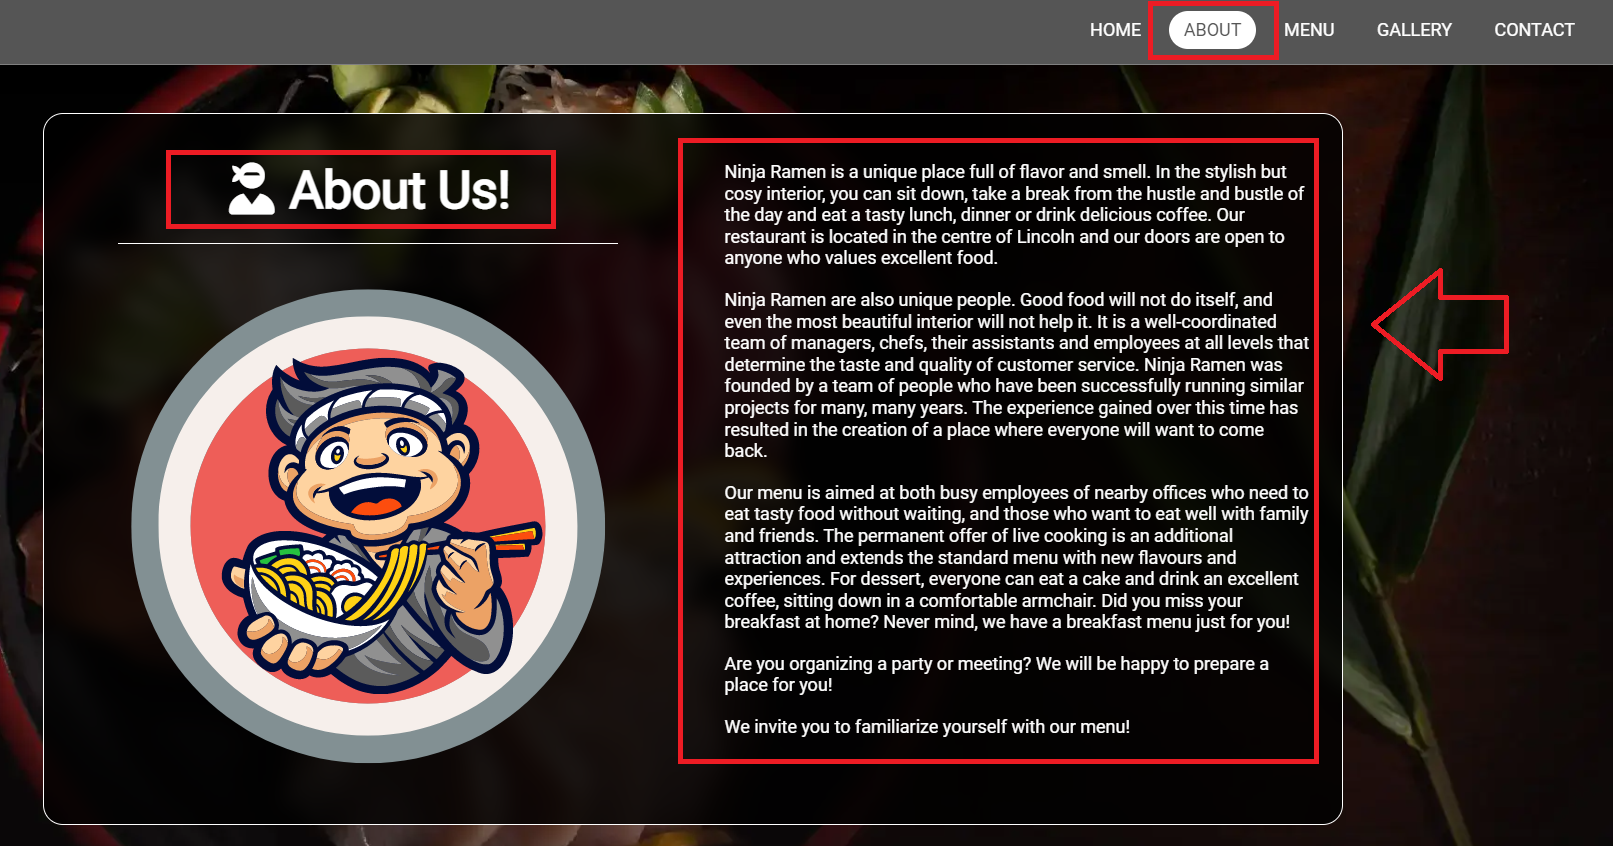 HOME ABOUT MENU GALLERY CONTACT
About Us!
Ninja Ramen is a unique place full of flavor and smell. In the stylish but
cosy interior, you can sit down, take a break from the hustle and bustle of
the day and eat a tasty lunch, dinner or drink delicious coffee. Our
restaurant is located in the centre of Lincoln and our doors are open to
anyone who values excellent food.
Ninja Ramen are also unique people. Good food will not do itself, and
even the most beautiful interior will not help it. It is a well-coordinated
team of managers, chefs, their assistants and employees at all levels that
determine the taste and quality of customer service. Ninja Ramen was
founded by a team of people who have been successfully running similar
projects for many, many years. The experience gained over this time has
resulted in the creation of a place where everyone will want to come
back.
Our menu is aimed at both busy employees of nearby offices who need to
eat tasty food without waiting, and those who want to eat well with family
and friends. The permanent offer of live cooking is an additional
attraction and extends the standard menu with new flavours and
experiences. For dessert, everyone can eat a cake and drink an excellent
coffee, sitting down in a comfortable armchair. Did you miss your
breakfast at home? Never mind, we have a breakfast menu just for you!
Are you organizing a party or meeting? We will be happy to prepare a
place for you!
We invite you to familiarize yourself with our menu!